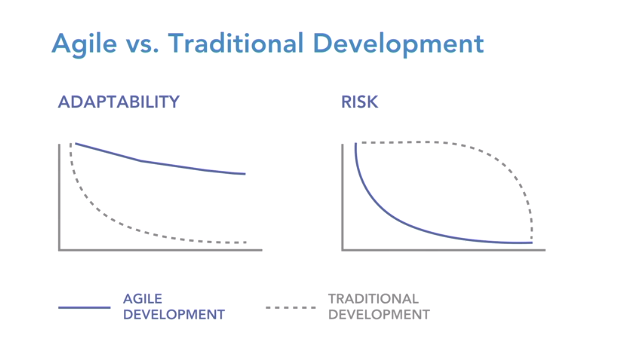 Agile vs. Traditional Development
ADAPTABILITY
RISK
AGILE
DEVELOPMENT
TRADITIONAL
DEVELOPMENT